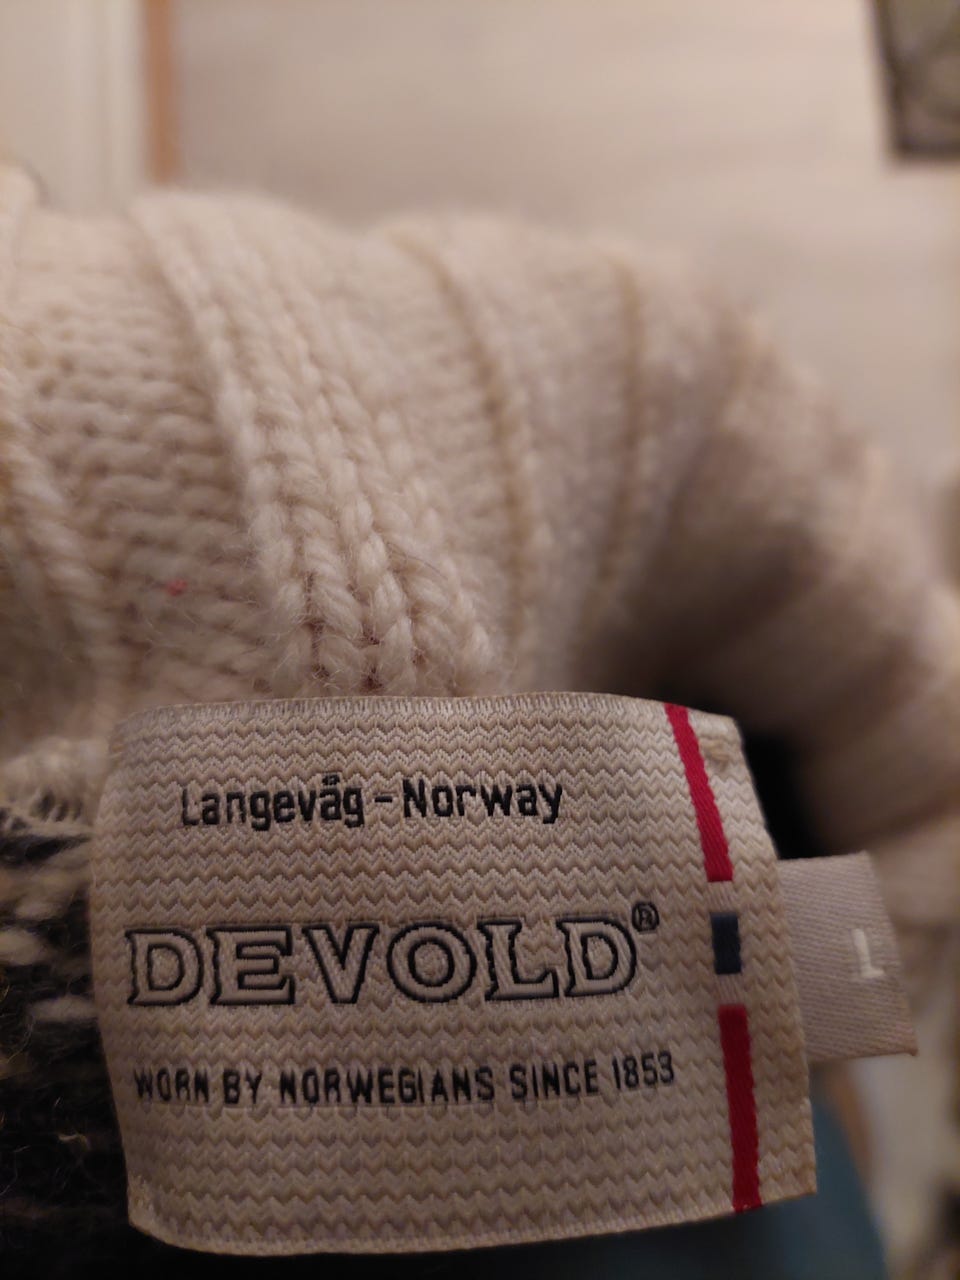 Langevåg - Norway
DEVOLD®
WORN BY NORWEGIANS SINCE 1853
L